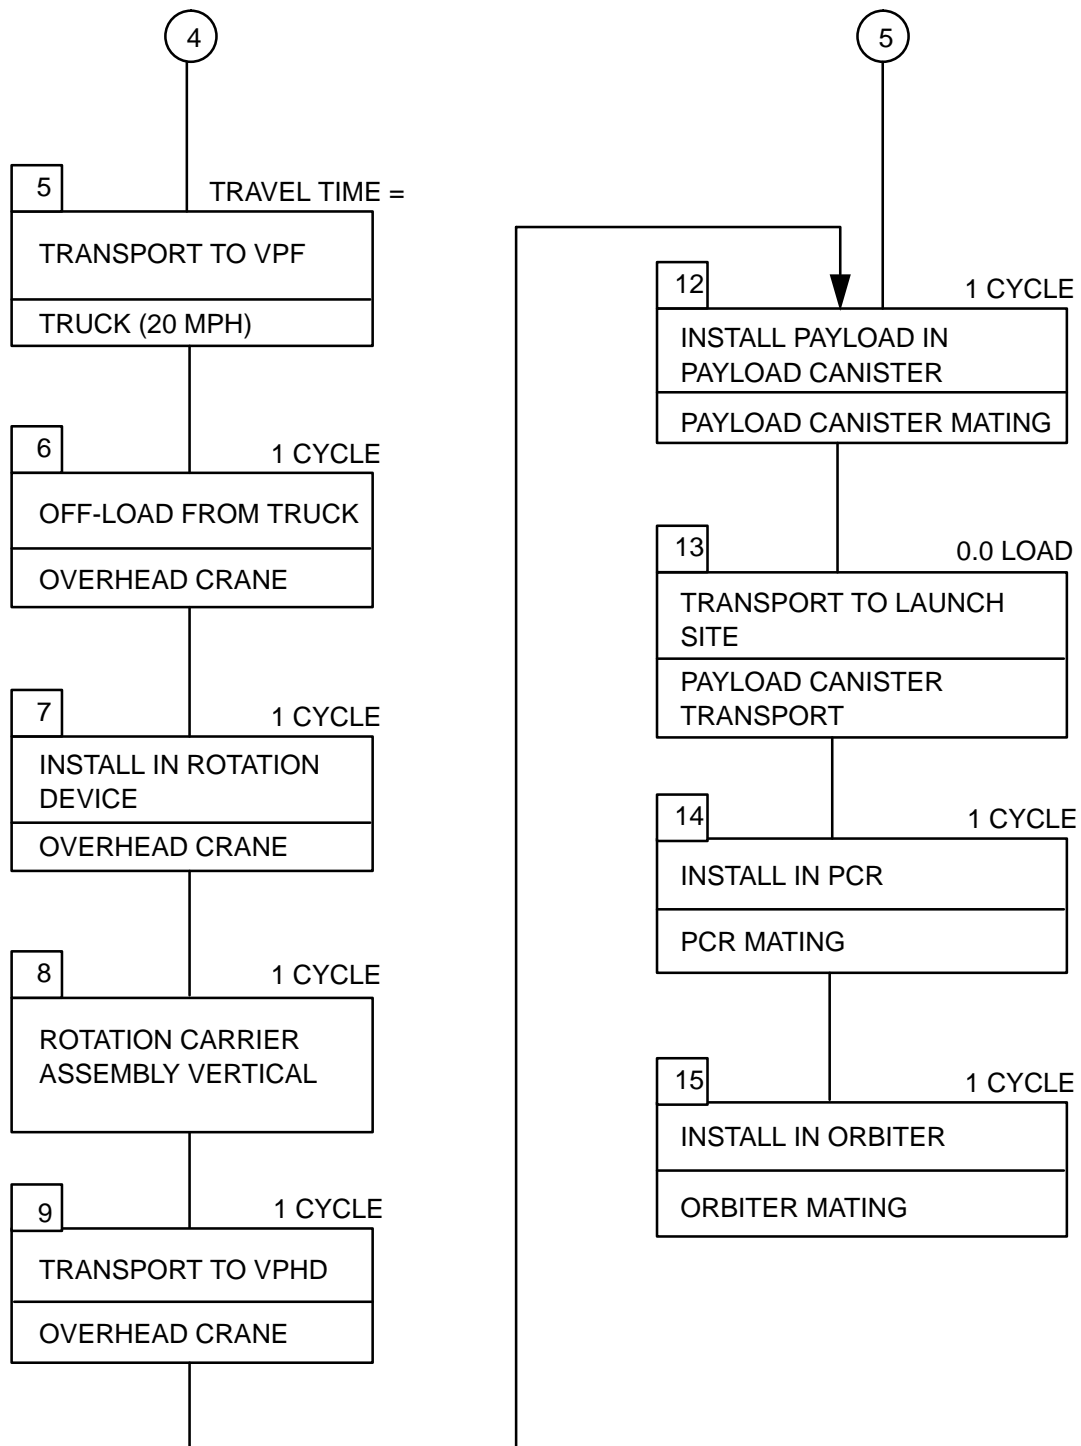 4
5
TRAVEL TIME =
TRANSPORT TO VPF
TRUCK (20 MPH)
6
1 CYCLE
OFF-LOAD FROM TRUCK
OVERHEAD CRANE
7
1 CYCLE
INSTALL IN ROTATION
DEVICE
OVERHEAD CRANE
8
1 CYCLE
ROTATION CARRIER
ASSEMBLY VERTICAL
9
1 CYCLE
TRANSPORT TO VPHD
OVERHEAD CRANE
5
12
1 CYCLE
INSTALL PAYLOAD IN
PAYLOAD CANISTER
PAYLOAD CANISTER MATING
13
0.0 LOAD
TRANSPORT TO LAUNCH
SITE
PAYLOAD CANISTER
TRANSPORT
14
1 CYCLE
INSTALL IN PCR
PCR MATING
15
1 CYCLE
INSTALL IN ORBITER
ORBITER MATING